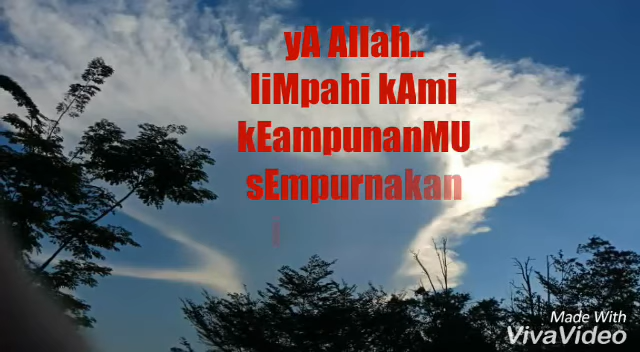 yA Allah..
liMpahi kAmi
kEampunanMU
sEmpurnakan
Made With
VivaVideo